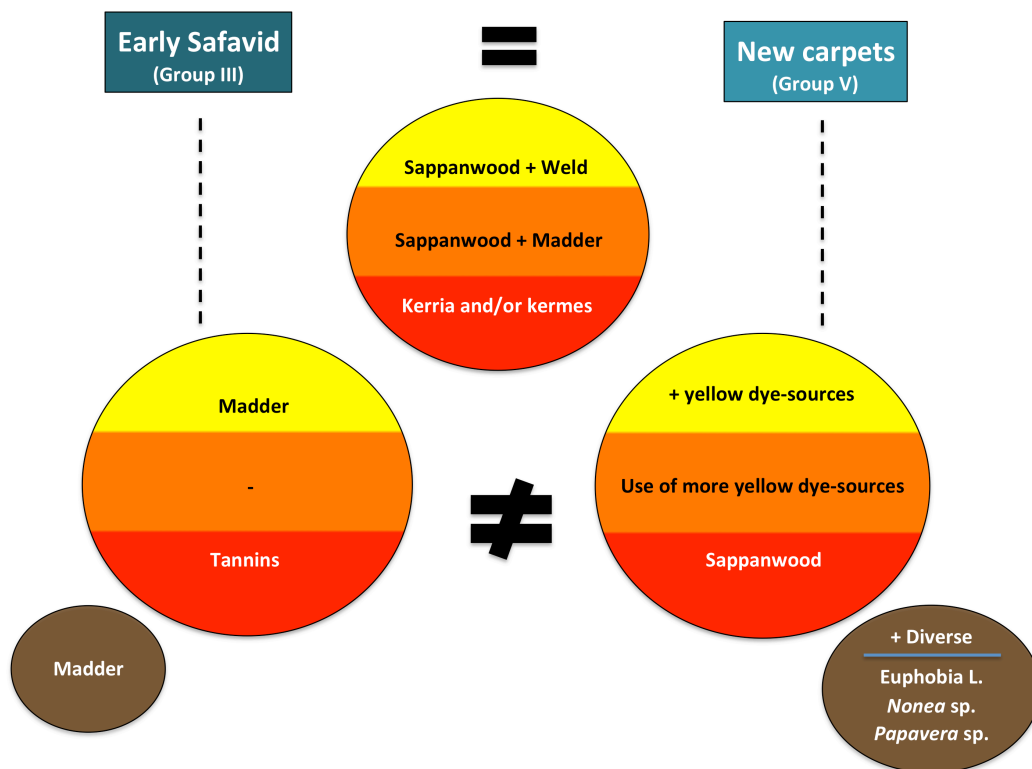 Early Safavid
(Group III)
=
New carpets
(Group V)
Sappanwood + Weld
Sappanwood + Madder
Kerria and/or kermes
Madder
-
Tannins
≠
+ yellow dye-sources
Use of more yellow dye-sources
Sappanwood
Madder
+ Diverse
Euphobia L.
Nonea sp.
Papavera sp.